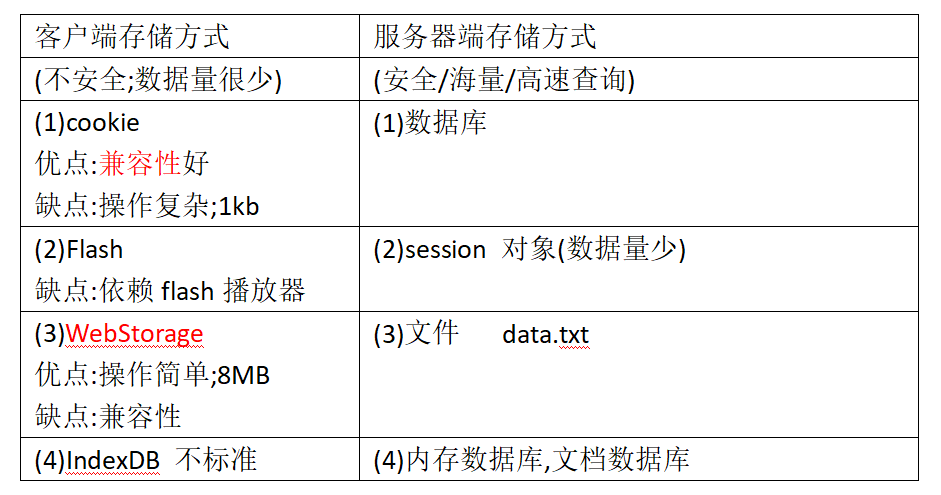 客户端存储方式
服务器端存储方式
(不安全;数据量很少)
(安全/海量/高速查询)
(1)cookie
优点:兼容性好
缺点:操作复杂;1kb
(1)数据库
(2)Flash
缺点:依赖 flash 播放器
(2)session 对象(数据量少)
(3)WebStorage
优点:操作简单;8MB
缺点:兼容性
(3)文件 data.txt
(4)IndexDB 不标准
(4)内存数据库,文档数据库